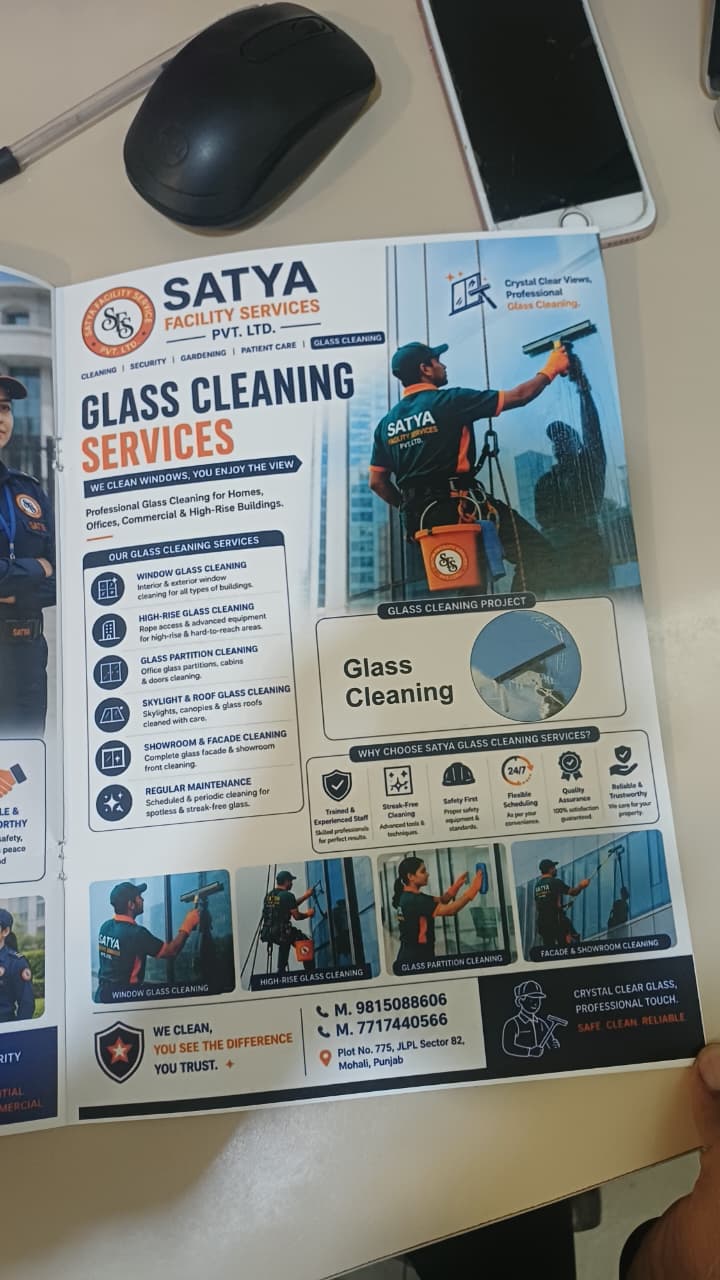 SATYA FACILITY SERVICE
SFS
PVT. LTD.
SATYA
FACILITY SERVICES
PVT. LTD.
CLEANING | SECURITY | GARDENING | PATIENT CARE | GLASS CLEANING
GLASS CLEANING
SERVICES
WE CLEAN WINDOWS, YOU ENJOY THE VIEW
Professional Glass Cleaning for Homes,
Offices, Commercial & High-Rise Buildings.
Crystal Clear Views,
Professional
Glass Cleaning.
SATYA
FACILITY SERVICES
PVT. LTD.
SFS
OUR GLASS CLEANING SERVICES
WINDOW GLASS CLEANING
Interior & exterior window
cleaning for all types of buildings.
HIGH-RISE GLASS CLEANING
Rope access & advanced equipment
for high-rise & hard-to-reach areas.
GLASS PARTITION CLEANING
Office glass partitions, cabins
& doors cleaning.
SKYLIGHT & ROOF GLASS CLEANING
Skylights, canopies & glass roofs
cleaned with care.
SHOWROOM & FACADE CLEANING
Complete glass facade & showroom
front cleaning.
REGULAR MAINTENANCE
Scheduled & periodic cleaning for
spotless & streak-free glass.
GLASS CLEANING PROJECT
Glass
Cleaning
WHY CHOOSE SATYA GLASS CLEANING SERVICES?
Trained &
Experienced Staff
Skilled professionals
for perfect results.
Streak-Free
Cleaning
Advanced tools &
techniques.
Safety First
Proper safety
equipment &
standards.
24/7
Flexible
Scheduling
As per your
convenience.
Quality
Assurance
100% satisfaction
guaranteed.
Reliable &
Trustworthy
We care for your
property.
SATYA
WINDOW GLASS CLEANING
HIGH-RISE GLASS CLEANING
GLASS PARTITION CLEANING
SATYA
FACADE & SHOWROOM CLEANING
WE CLEAN,
YOU SEE THE DIFFERENCE
YOU TRUST.
M. 9815088606
M. 7717440566
Plot No. 775, JLPL Sector 82,
Mohali, Punjab
CRYSTAL CLEAR GLASS,
PROFESSIONAL TOUCH.
SAFE CLEAN RELIABLE